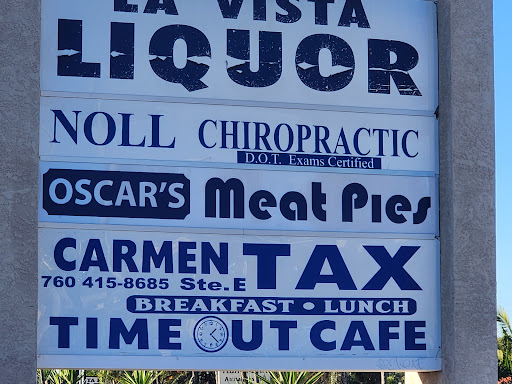 LA VISTA
LIQUOR
NOLL CHIROPRACTIC
D.O.T. Exams Certified
OSCAR'S Meat Pies
CARMEN TAX
760 415-8685 Ste.E
BREAKFAST • LUNCH
TIME OUT CAFE